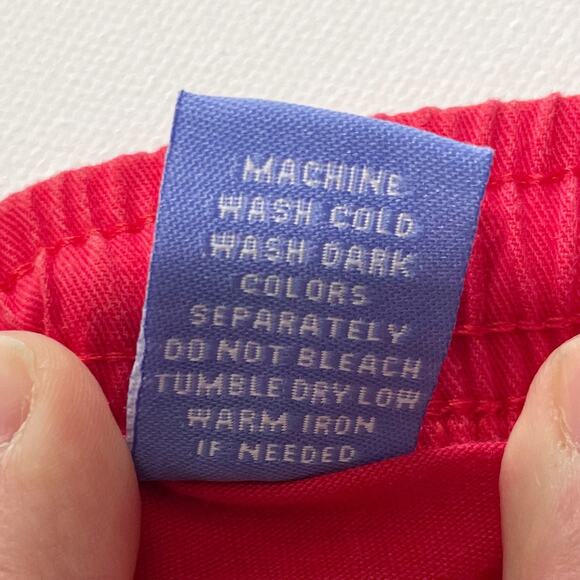 MACHINE
WASH COLD
WASH DARK
COLORS
SEPARATELY
DO NOT BLEACH
TUMBLE DRY LOW
WARM IRON
IF NEEDED